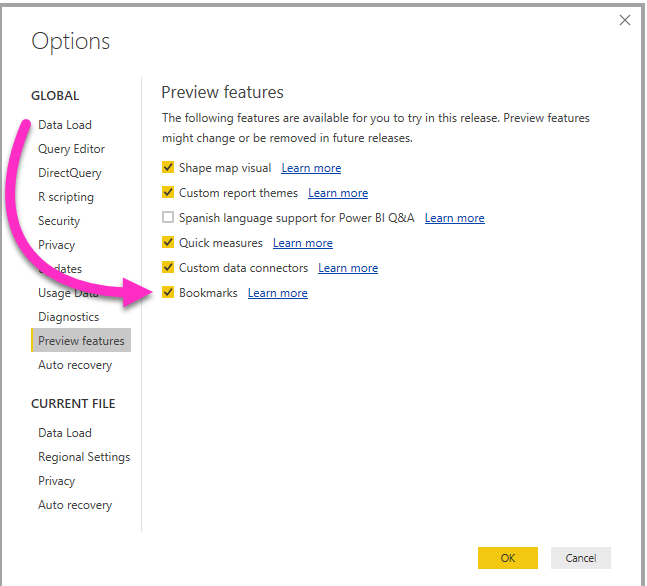 Options
GLOBAL
Data Load
Query Editor
DirectQuery
R scripting
Security
Privacy
Updates
Usage Data
Diagnostics
Preview features
Auto recovery
CURRENT FILE
Data Load
Regional Settings
Privacy
Auto recovery
Preview features
The following features are available for you to try in this release. Preview features
might change or be removed in future releases.
Shape map visual Learn more
Custom report themes Learn more
Spanish language support for Power BI Q&A Learn more
Quick measures Learn more
Custom data connectors Learn more
Bookmarks Learn more
OK Cancel